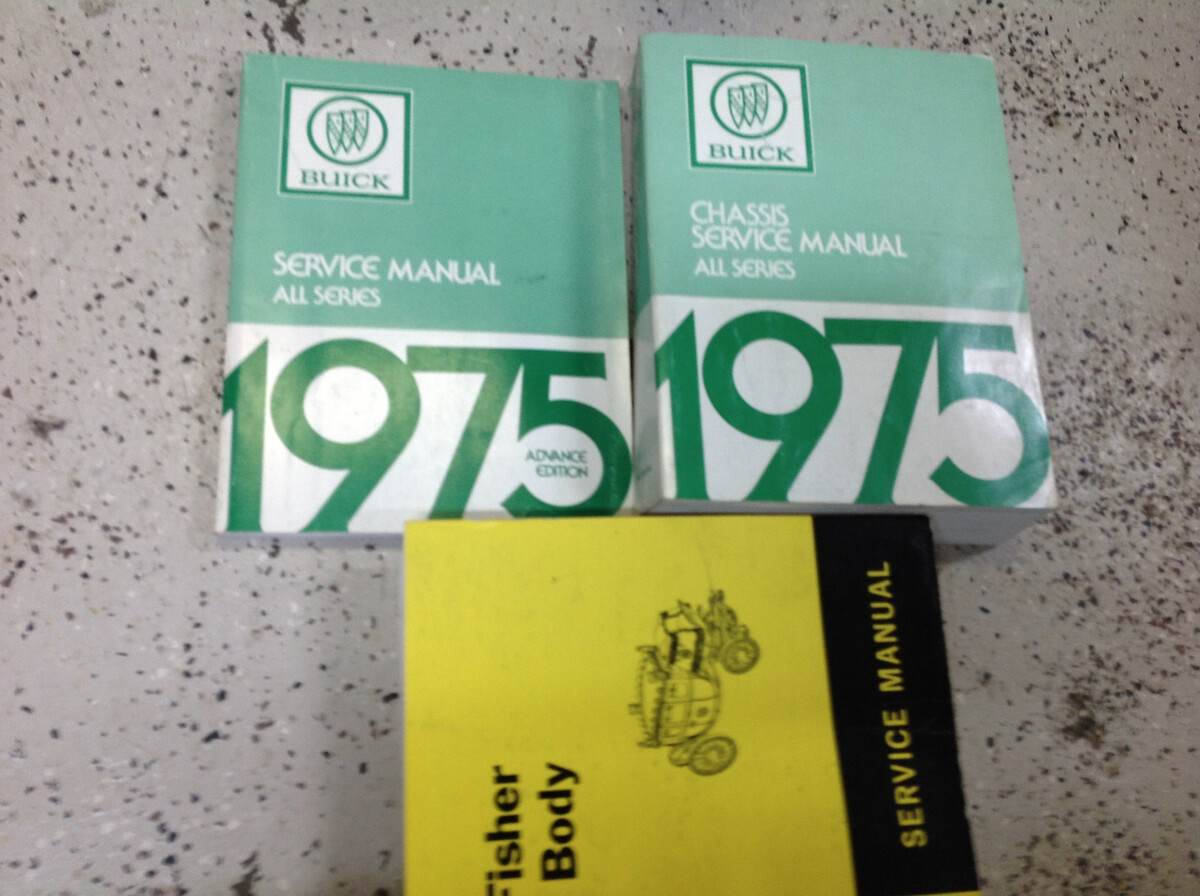 BUICK
SERVICE MANUAL
ALL SERIES
1975
ADVANCE
EDITION
BUICK
CHASSIS
SERVICE MANUAL
ALL SERIES
1975
Fisher
Body
SERVICE MANUAL